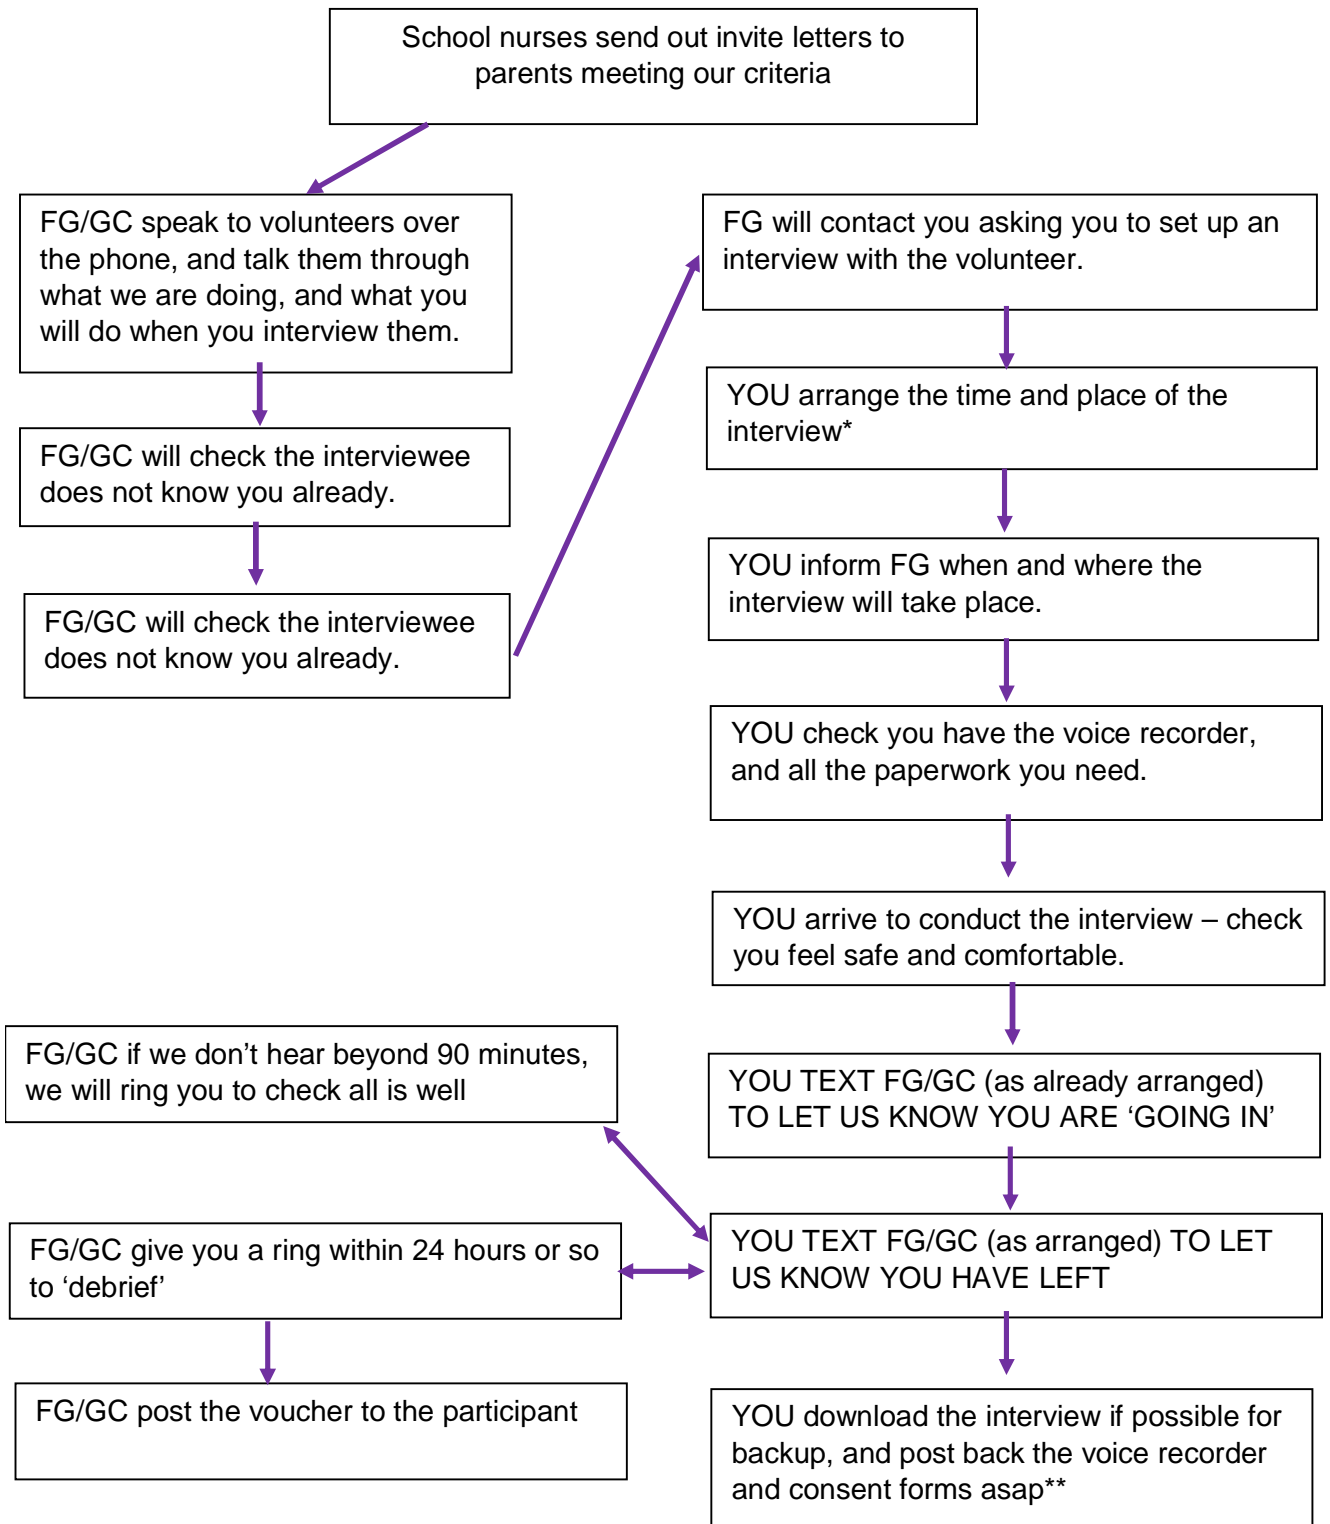 School nurses send out invite letters to
parents meeting our criteria
FG/GC speak to volunteers over
the phone, and talk them through
what we are doing, and what you
will do when you interview them.
FG/GC will check the interviewee
does not know you already.
FG/GC will check the interviewee
does not know you already.
FG will contact you asking you to set up an
interview with the volunteer.
YOU arrange the time and place of the
interview*
YOU inform FG when and where the
interview will take place.
YOU check you have the voice recorder,
and all the paperwork you need.
YOU arrive to conduct the interview – check
you feel safe and comfortable.
YOU TEXT FG/GC (as already arranged)
TO LET US KNOW YOU ARE ‘GOING IN’
FG/GC if we don’t hear beyond 90 minutes,
we will ring you to check all is well
YOU TEXT FG/GC (as arranged) TO LET
US KNOW YOU HAVE LEFT
FG/GC give you a ring within 24 hours or so
to ‘debrief’
FG/GC post the voucher to the participant
YOU download the interview if possible for
backup, and post back the voice recorder
and consent forms asap**